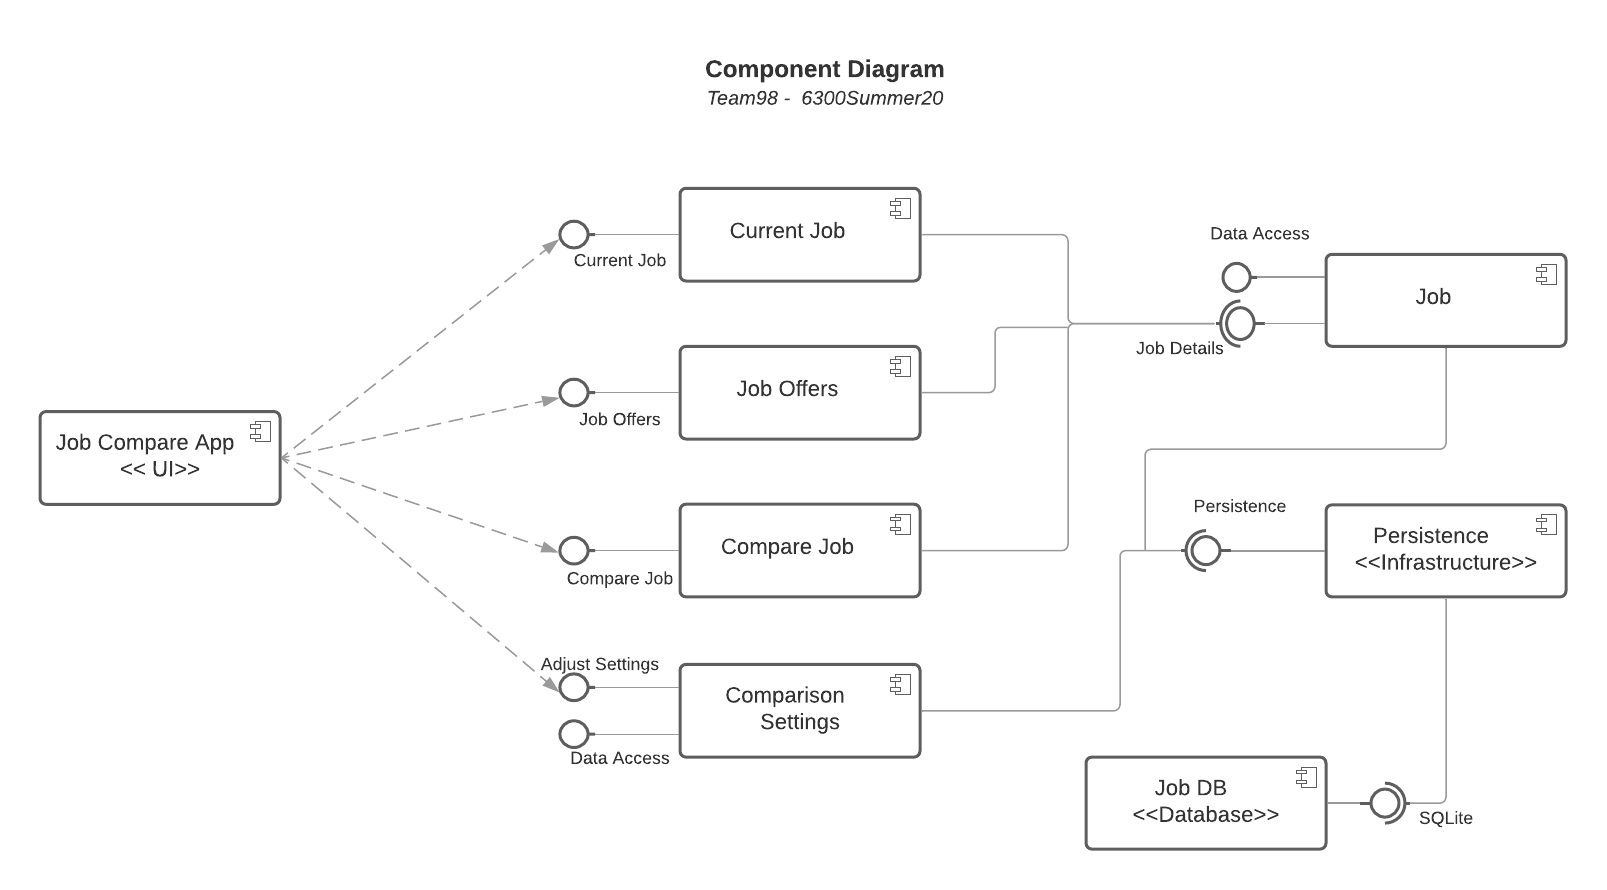 Component Diagram
Team98 - 6300Summer20
Current Job
Current Job
Data Access
Job
Job Details
Job Offers
Job Offers
Job Compare App
<< UI>>
Compare Job
Compare Job
Persistence
Persistence
<<Infrastructure>>
Adjust Settings
Comparison
Settings
Data Access
Job DB
<<Database>>
SQLite